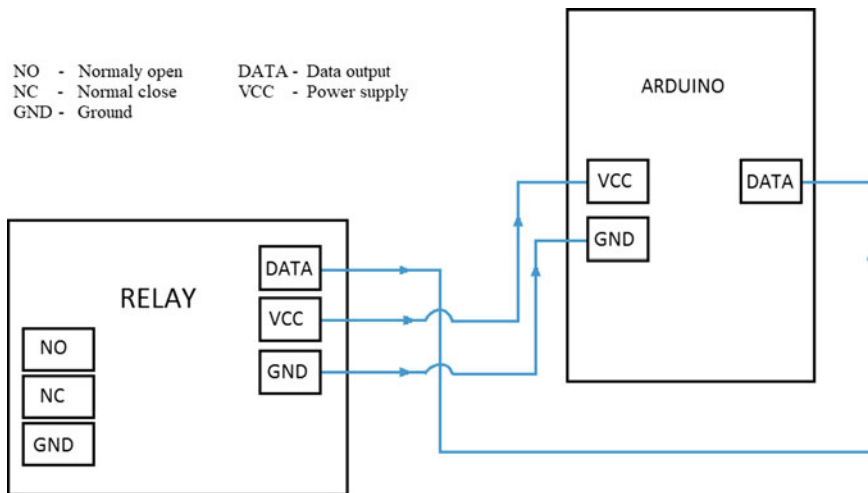 NO - Normaly open DATA - Data output
NC - Normal close VCC - Power supply
GND - Ground
ARDUINO
VCC DATA
GND
RELAY
DATA
VCC
GND
NO
NC
GND